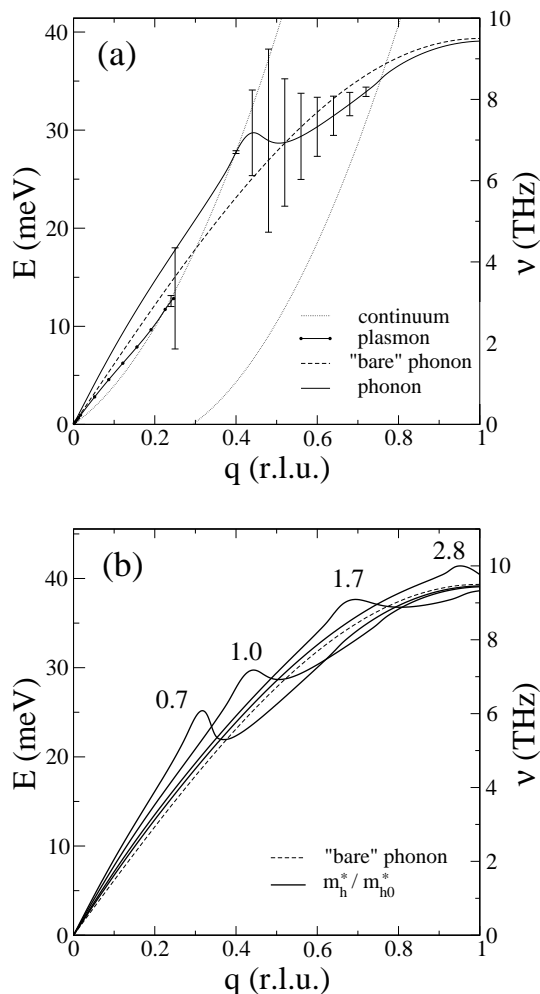 (a)
40
30
20
10
0
E (meV)
10
8
6
4
2
0
ν (THz)
continuum
plasmon
"bare" phonon
phonon
0 0.2 0.4 0.6 0.8 1
q (r.l.u.)
(b)
0.7
1.0
1.7
2.8
40
30
20
10
0
E (meV)
10
8
6
4
2
0
ν (THz)
"bare" phonon
m*h / m*h0
0 0.2 0.4 0.6 0.8 1
q (r.l.u.)